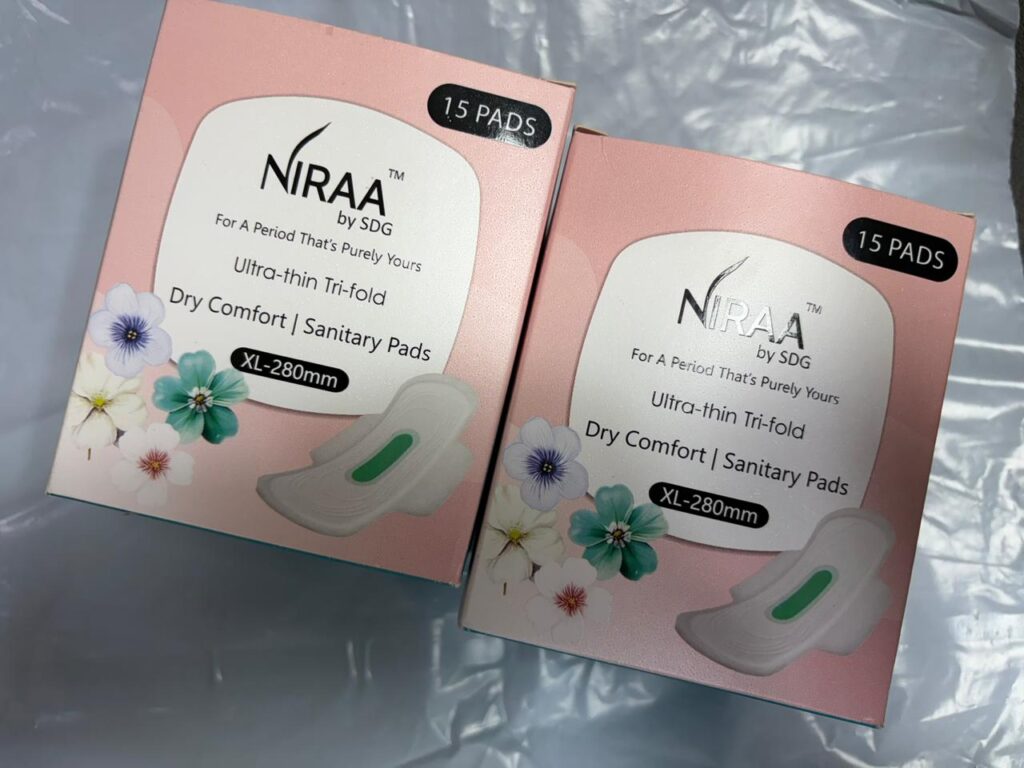 15 PADS
NIRAA™
by SDG
For A Period That's Purely Yours
Ultra-thin Tri-fold
Dry Comfort | Sanitary Pads
XL-280mm
15 PADS
NIRAA™
by SDG
For A Period That's Purely Yours
Ultra-thin Tri-fold
Dry Comfort | Sanitary Pads
XL-280mm